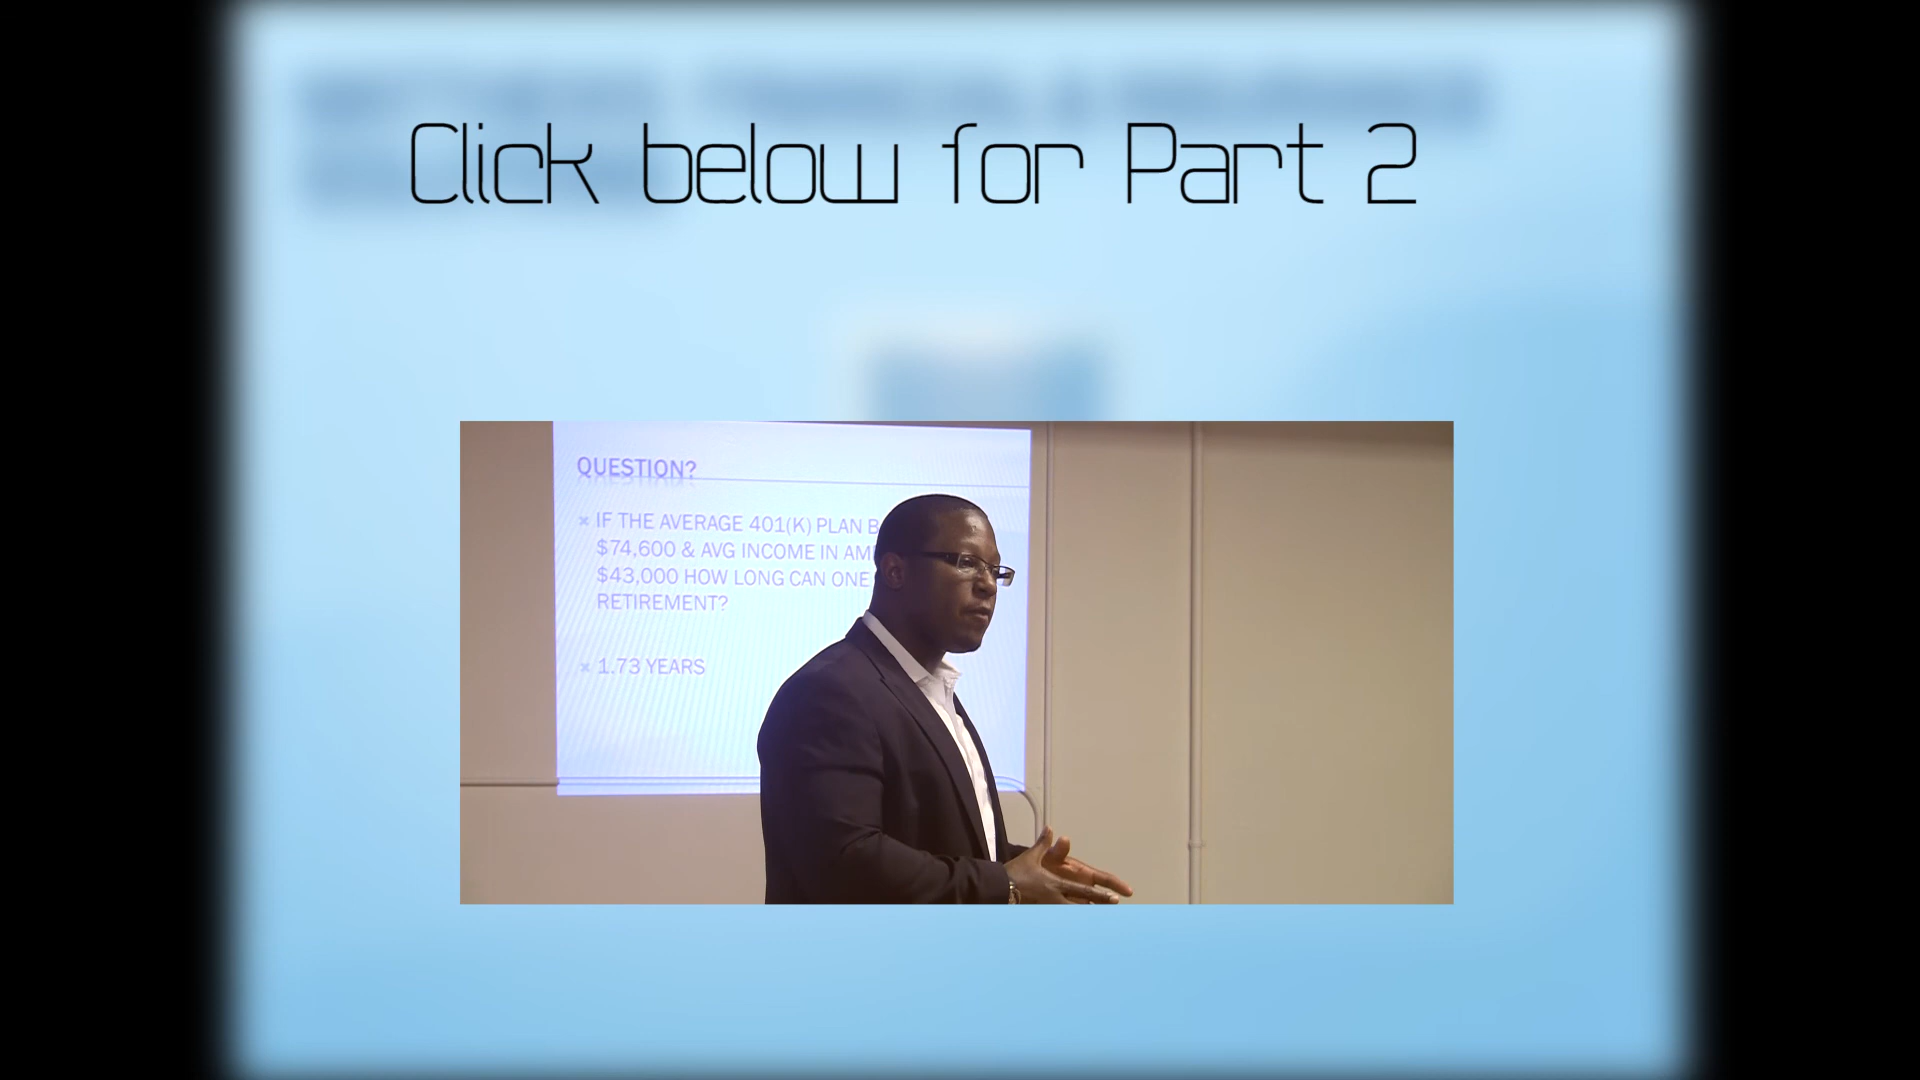 Click below for Part 2
QUESTION?
IF THE AVERAGE 401(K) PLAN
$74,600 & AVG INCOME IN
$43,000 HOW LONG CAN ONE
RETIREMENT?
1.73 YEARS